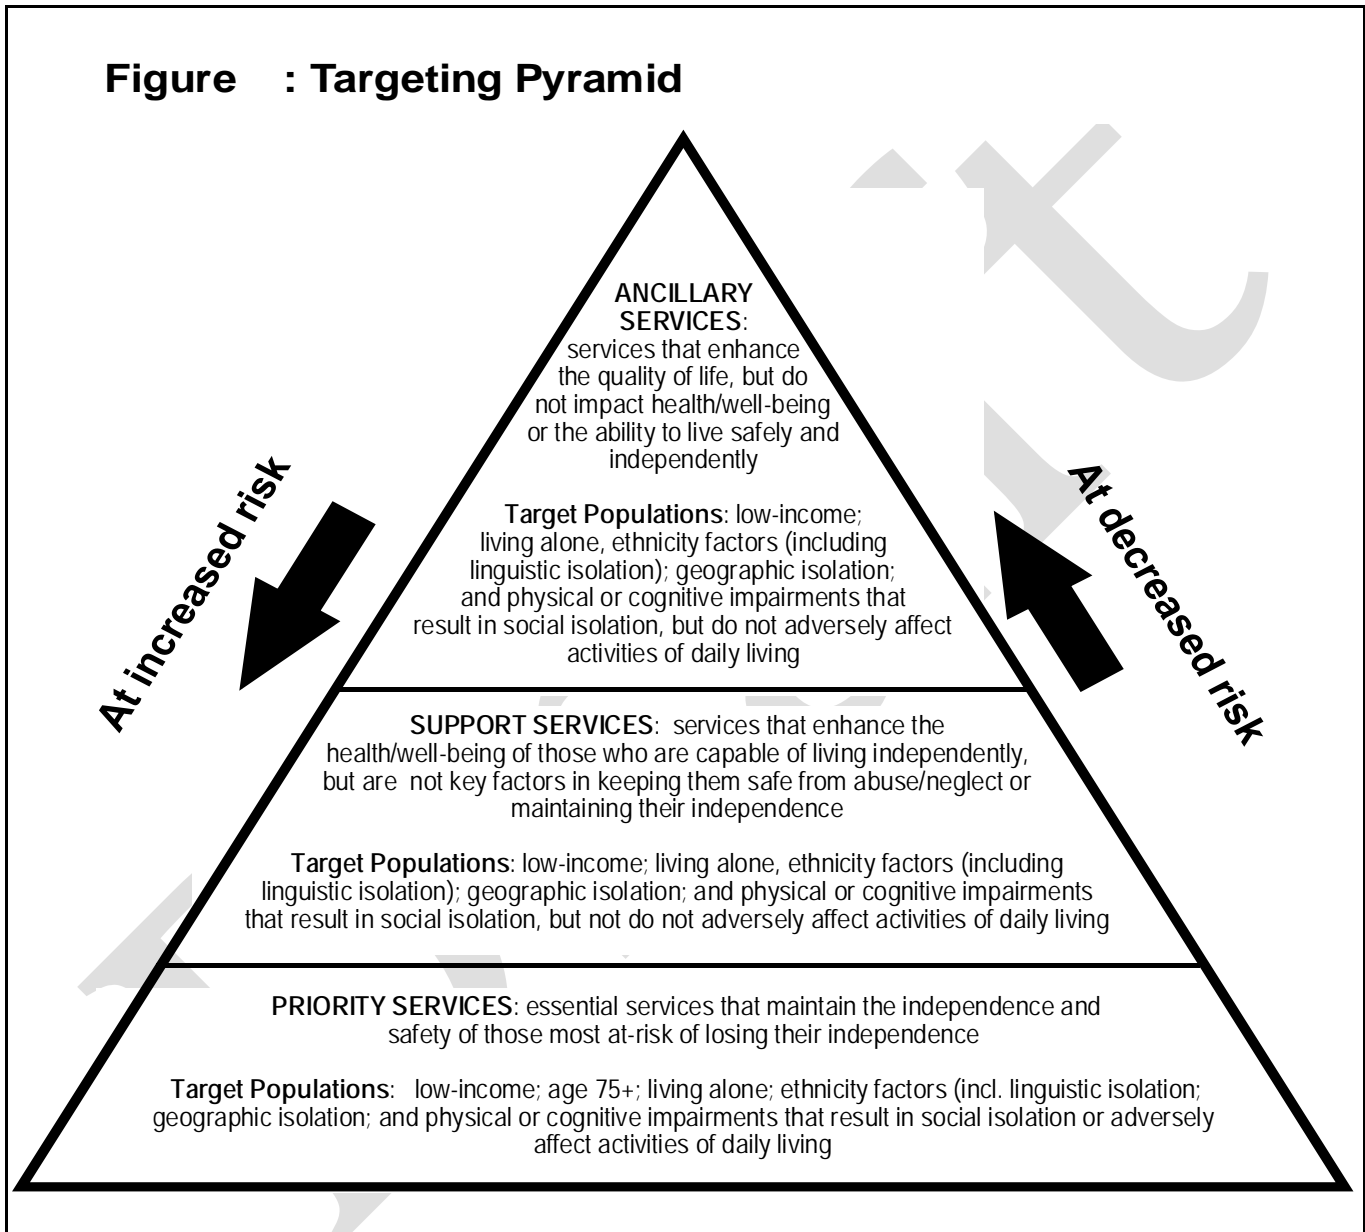 Figure : Targeting Pyramid
ANCILLARY
SERVICES:
services that enhance
the quality of life, but do
not impact health/well-being
or the ability to live safely and
independently
Target Populations: low-income;
living alone, ethnicity factors (including
linguistic isolation); geographic isolation;
and physical or cognitive impairments that
result in social isolation, but do not adversely affect
activities of daily living
At increased risk
At decreased risk
SUPPORT SERVICES: services that enhance the
health/well-being of those who are capable of living independently,
but are not key factors in keeping them safe from abuse/neglect or
maintaining their independence
Target Populations: low-income; living alone, ethnicity factors (including
linguistic isolation); geographic isolation; and physical or cognitive impairments
that result in social isolation, but not do not adversely affect activities of daily living
PRIORITY SERVICES: essential services that maintain the independence and
safety of those most at-risk of losing their independence
Target Populations: low-income; age 75+; living alone; ethnicity factors (incl. linguistic isolation;
geographic isolation; and physical or cognitive impairments that result in social isolation or adversely
affect activities of daily living